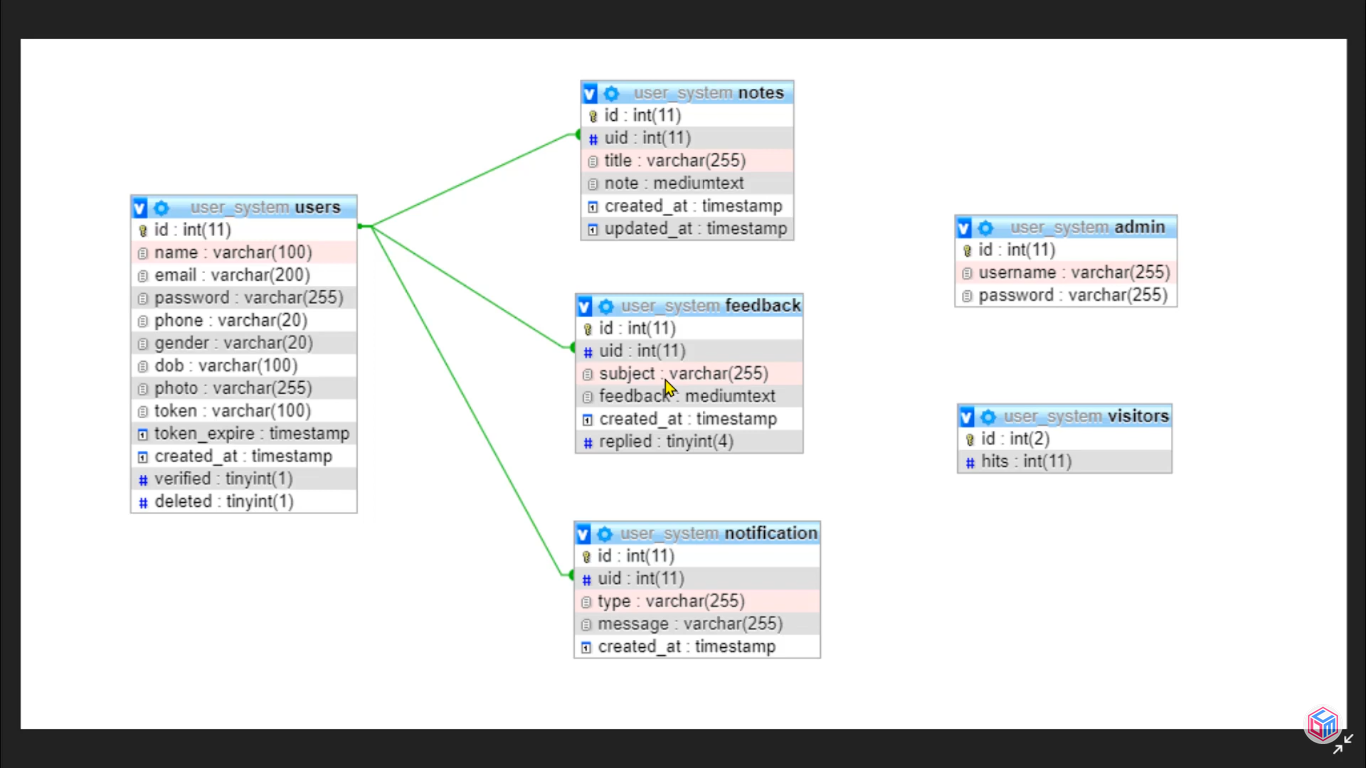 user_system users
id : int(11)
name : varchar(100)
email : varchar(200)
password : varchar(255)
phone : varchar(20)
gender : varchar(20)
dob : varchar(100)
photo : varchar(255)
token : varchar(100)
token_expire : timestamp
created_at : timestamp
verified : tinyint(1)
deleted : tinyint(1)
user_system notes
id : int(11)
uid : int(11)
title : varchar(255)
note : mediumtext
created_at : timestamp
updated_at : timestamp
user_system feedback
id : int(11)
uid : int(11)
subject : varchar(255)
feedback : mediumtext
created_at : timestamp
replied : tinyint(4)
user_system notification
id : int(11)
uid : int(11)
type : varchar(255)
message : varchar(255)
created_at : timestamp
user_system admin
id : int(11)
username : varchar(255)
password : varchar(255)
user_system visitors
id : int(2)
hits : int(11)